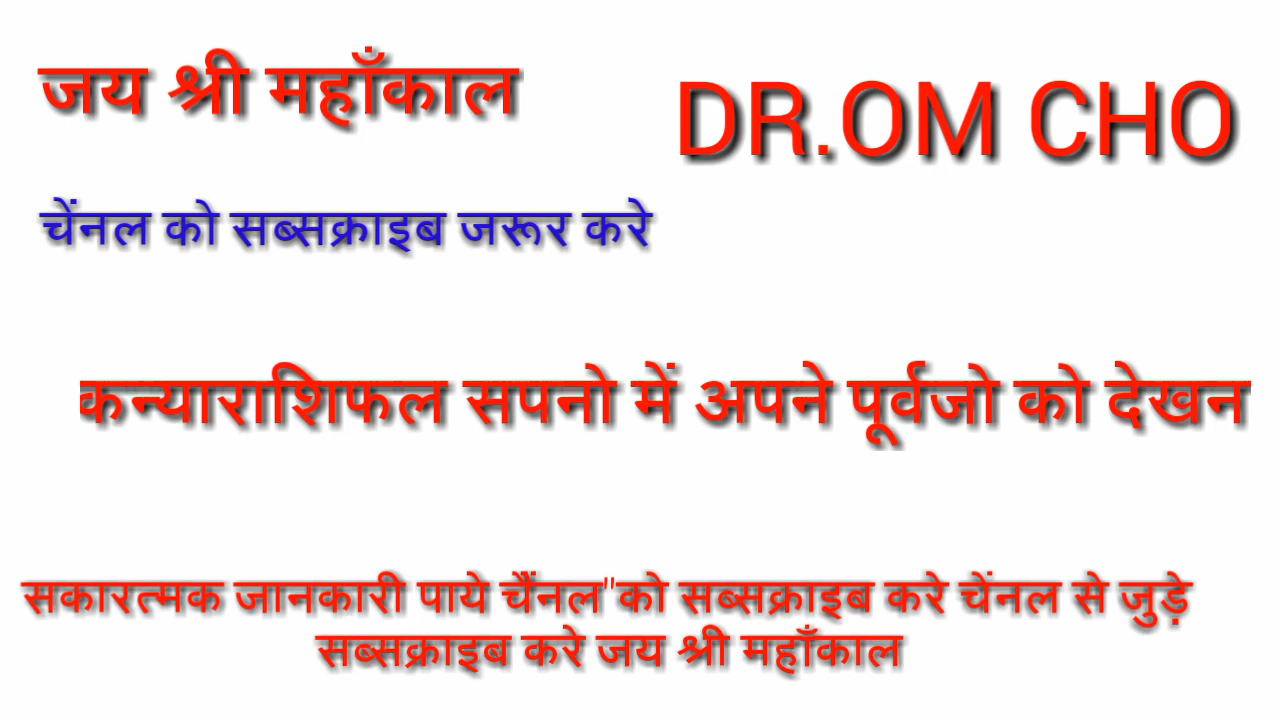 जय श्री महाँकाल
DR.OM CHO
चेंनल को सब्सक्राइब जरूर करे
कन्याराशिफल सपनो में अपने पूर्वजो को देखन
सकारत्मक जानकारी पाये चैंनल"को सब्सक्राइब करे चेंनल से जुड़े
सब्सक्राइब करे जय श्री महाँकाल